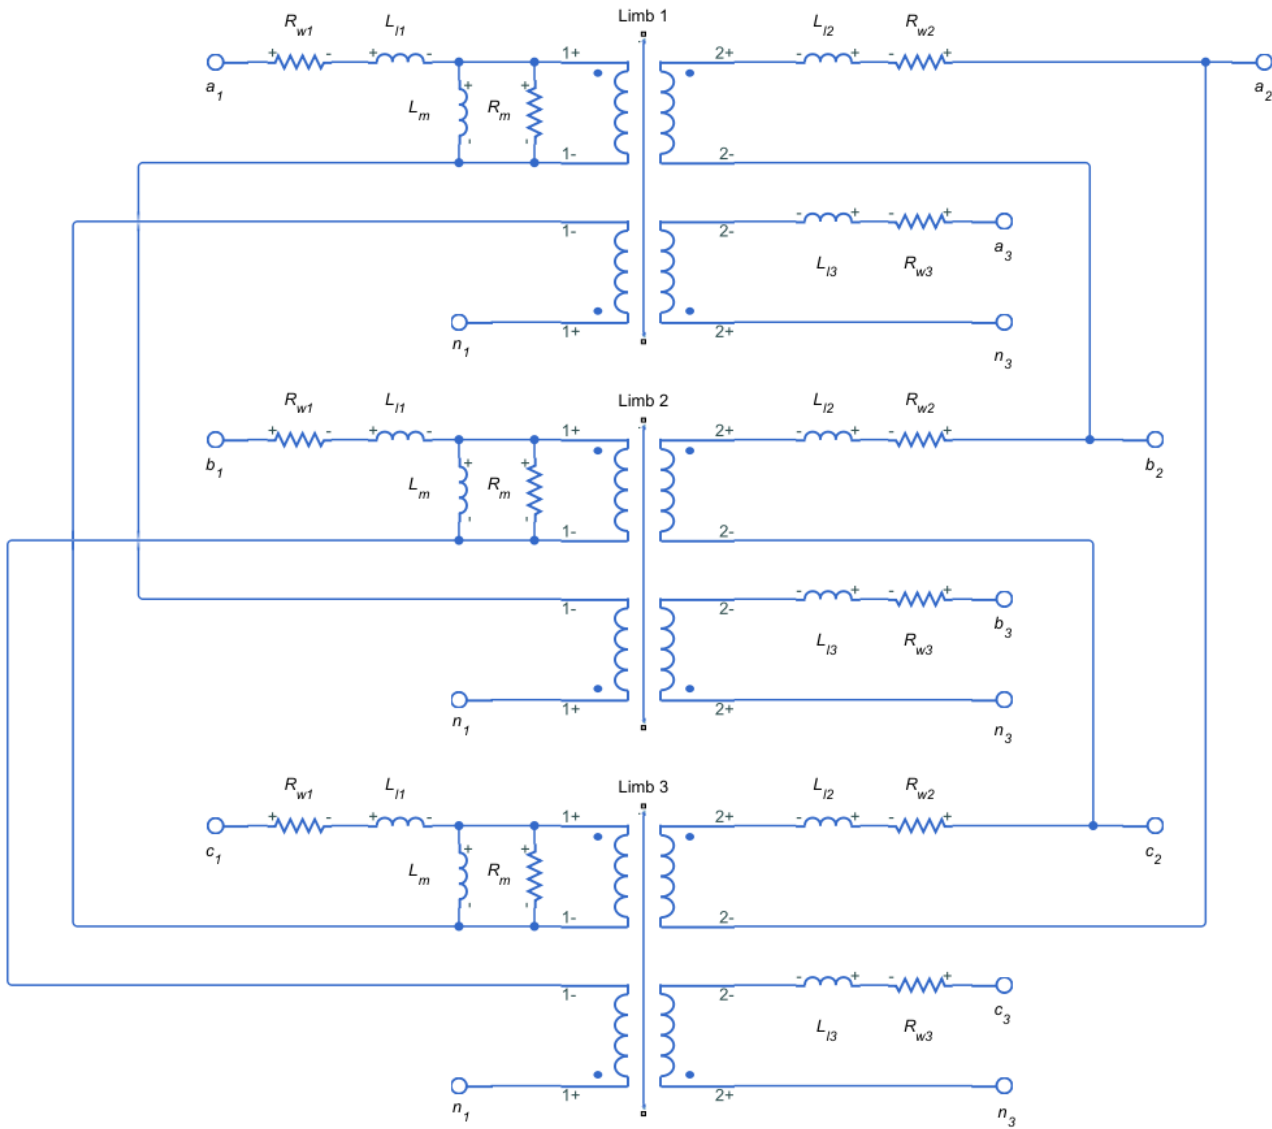 Limb 1
R_w1 L_l1 L_l2 R_w2
+ - + - 1+ 2+ - + - +
a_1 a_2
L_m + R_m +
- - 1- 2-
1- 2- - + - +
a_3
L_l3 R_w3
n_1 1+ 2+ n_3
Limb 2
R_w1 L_l1 L_l2 R_w2
+ - + - 1+ 2+ - + - +
b_1 b_2
L_m + R_m +
- - 1- 2-
1- 2- - + - +
b_3
L_l3 R_w3
n_1 1+ 2+ n_3
Limb 3
R_w1 L_l1 L_l2 R_w2
+ - + - 1+ 2+ - + - +
c_1 c_2
L_m + R_m +
- - 1- 2-
1- 2- - + - +
c_3
L_l3 R_w3
n_1 1+ 2+ n_3